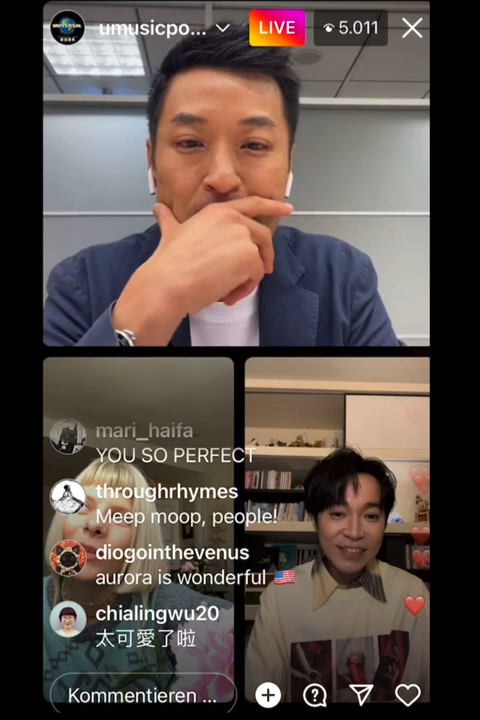 umusicpo...
LIVE
5.011
mari_haifa
YOU SO PERFECT
throughrhymes
Meep moop, people!
diogointhevenus
aurora is wonderful 🇺🇸
chialingwu20
太可愛了啦
Kommentieren ...